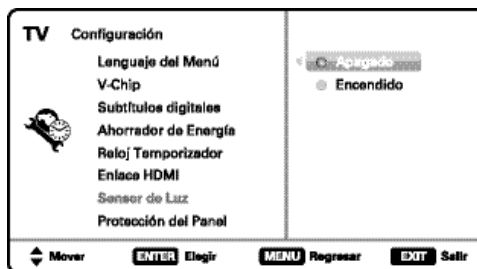 TV Configuración
Lenguaje del Menú
Apagado
V-Chip
Encendido
Subtítulos digitales
Ahorrador de Energía
Reloj Temporizador
Enlace HDMI
Sensor de Luz
Protección del Panel
Mover ENTER Elegir MENU Regresar EXIT Salir